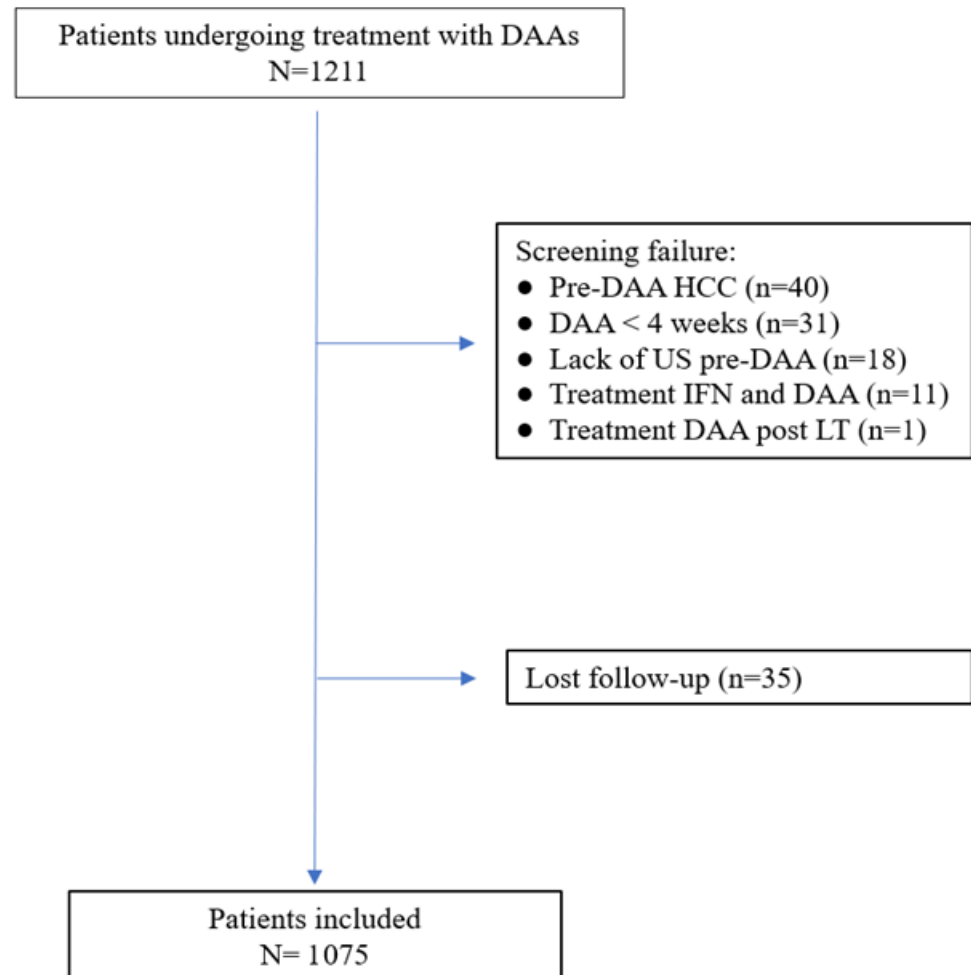 Patients undergoing treatment with DAAs
N=1211
Screening failure:
● Pre-DAA HCC (n=40)
● DAA < 4 weeks (n=31)
● Lack of US pre-DAA (n=18)
● Treatment IFN and DAA (n=11)
● Treatment DAA post LT (n=1)
Lost follow-up (n=35)
Patients included
N= 1075